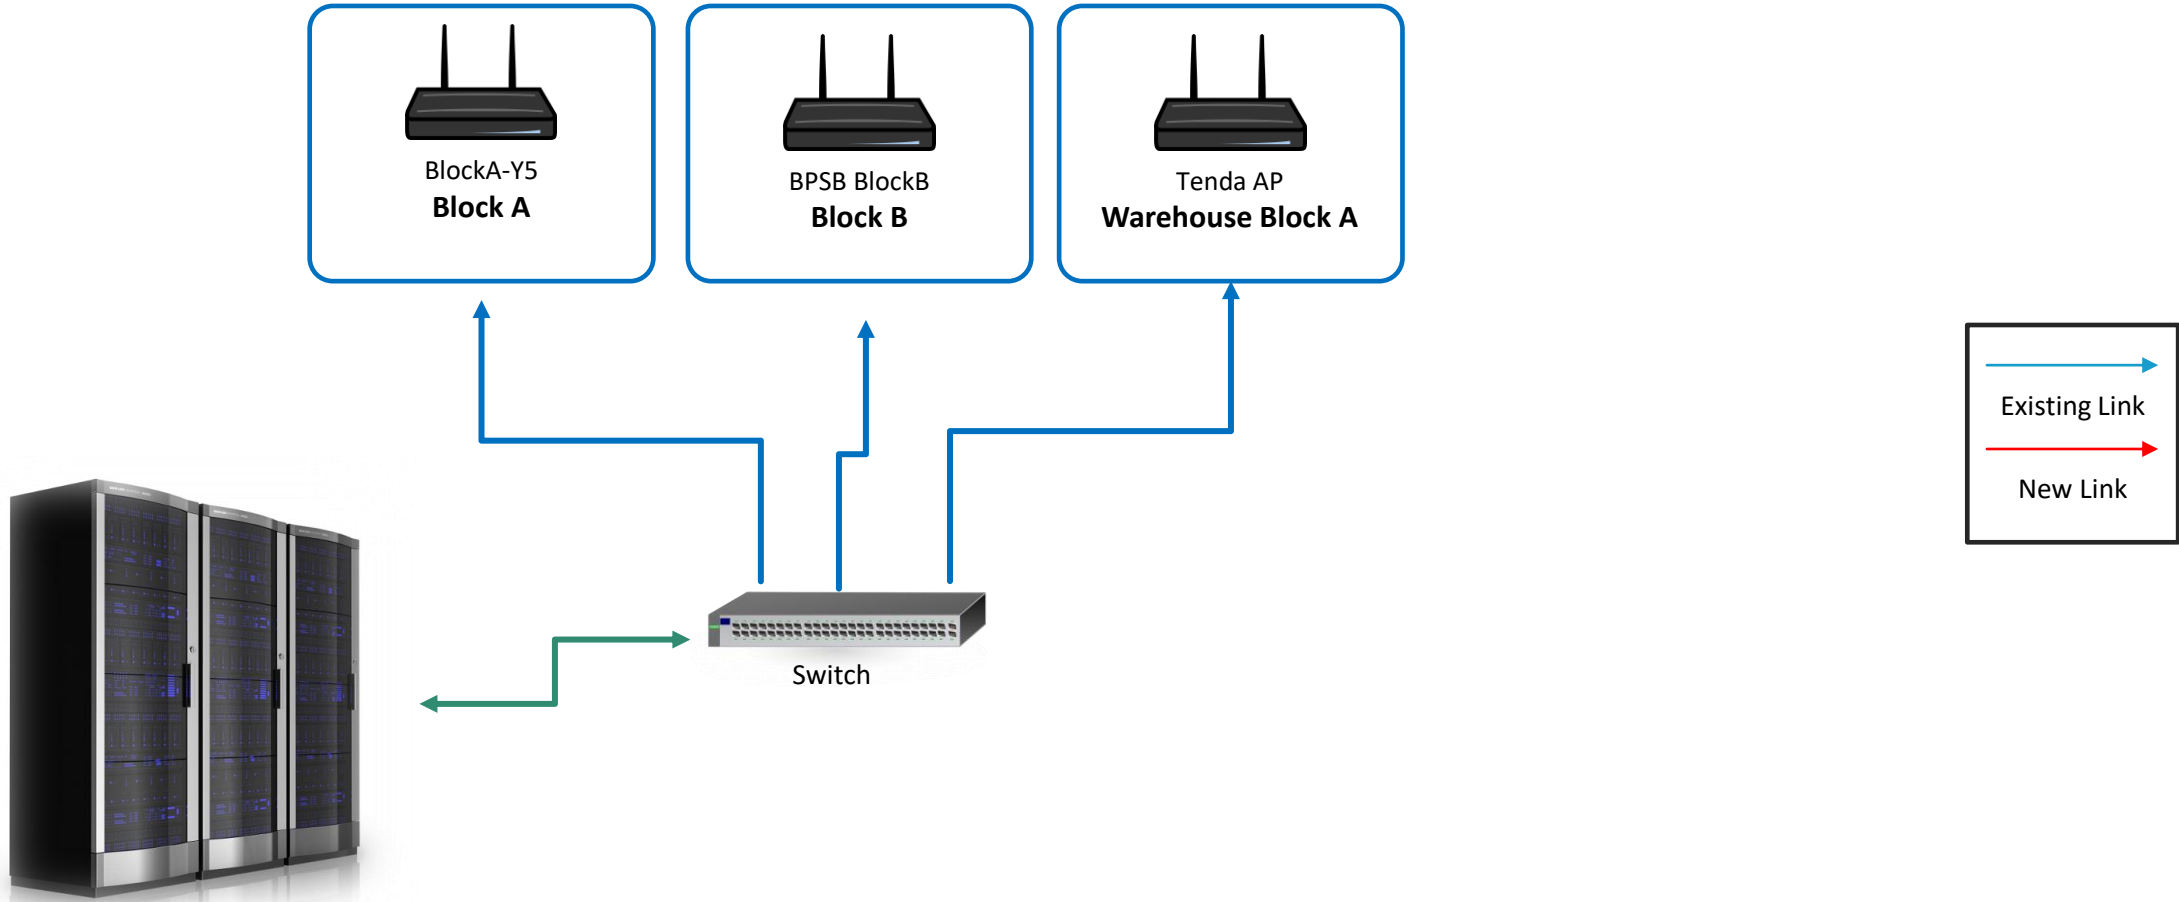 BlockA-Y5
Block A
BPSB BlockB
Block B
Tenda AP
Warehouse Block A
Existing Link
New Link
Switch